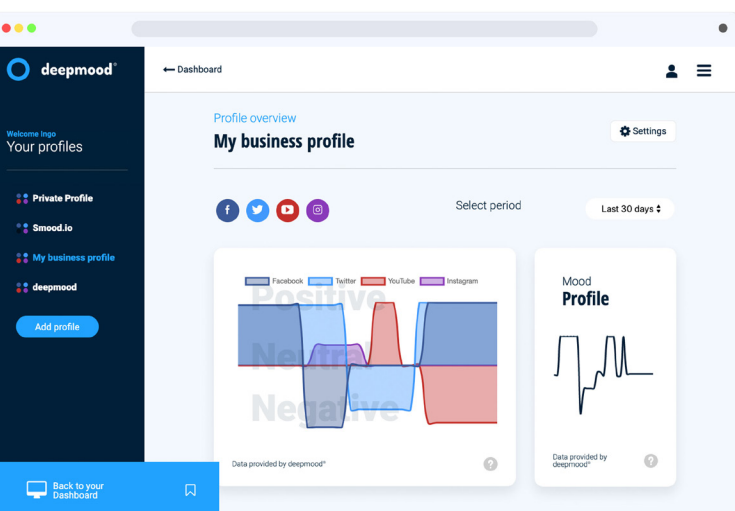 deepmood®
Welcome Ingo
Your profiles
Private Profile
Smood.io
My business profile
deepmood
Add profile
Back to your
Dashboard
Dashboard
Profile overview
My business profile
Settings
Select period
Last 30 days
Facebook Twitter YouTube Instagram
Positive
Neutral
Negative
Data provided by deepmood®
?
Mood
Profile
Data provided by
deepmood®
?